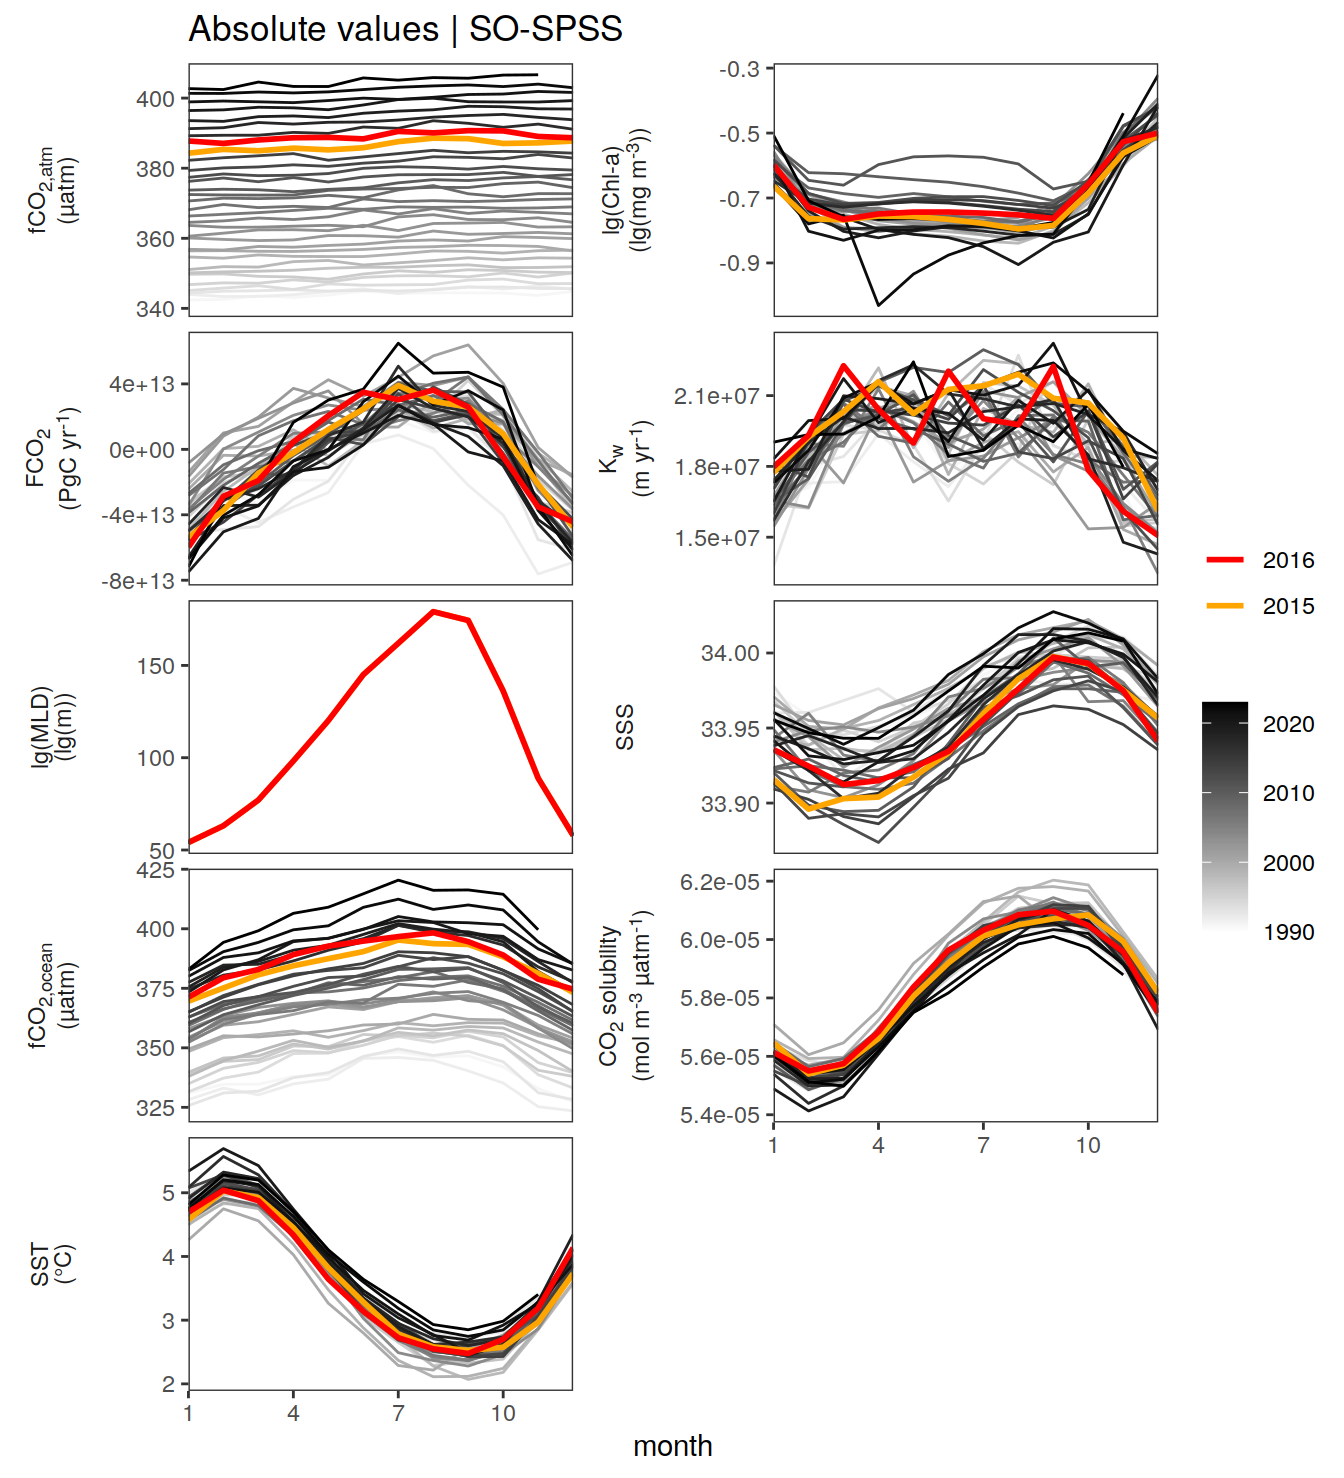 Absolute values | SO-SPSS
fCO2,atm
(µatm)
400
380
360
340
lg(Chl-a)
(lg(mg m-3))
-0.3
-0.5
-0.7
-0.9
FCO2
(PgC yr-1)
4e+13
0e+00
-4e+13
-8e+13
Kw
(m yr-1)
2.1e+07
1.8e+07
1.5e+07
lg(MLD)
(lg(m))
150
100
50
SSS
34.00
33.95
33.90
fCO2,ocean
(µatm)
425
400
375
350
325
CO2 solubility
(mol m-3 µatm-1)
6.2e-05
6.0e-05
5.8e-05
5.6e-05
5.4e-05
1 4 7 10
SST
(°C)
5
4
3
2
1 4 7 10
month
2016
2015
2020
2010
2000
1990